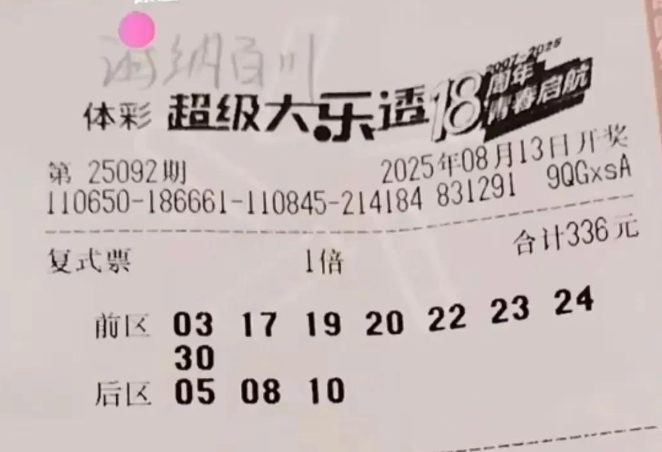 海纳百川
体彩 超级大乐透 18 2007-2025
周年
青春启航
第 25092期 2025年08月13日开奖
110650-186661-110845-214184 831291 9QGxsA
复式票 1倍 合计336元
前区 03 17 19 20 22 23 24
30
后区 05 08 10